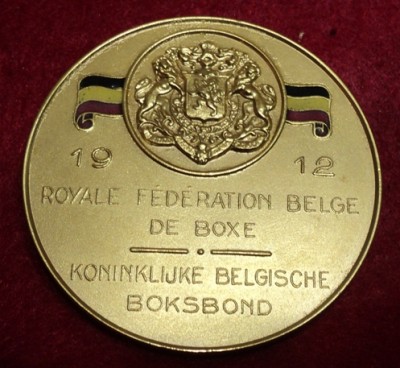 19 12
ROYALE FÉDÉRATION BELGE
DE BOXE
KONINKLIJKE BELGISCHE
BOKSBOND